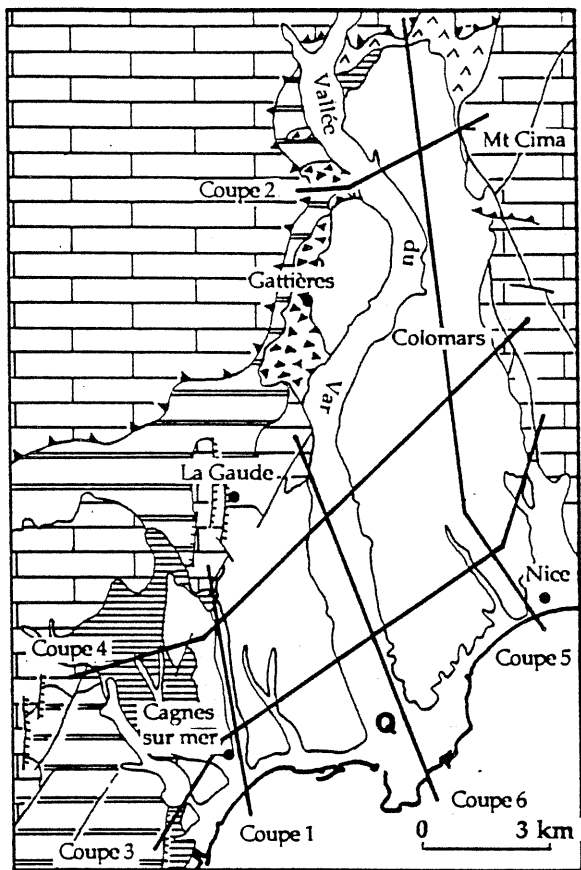 Vallée
du
Var
Mt Cima
Coupe 2
Gattières
Colomars
La Gaude
Nice
Coupe 4
Coupe 5
Cagnes
sur mer
Q
Coupe 6
Coupe 1
Coupe 3
0 3 km